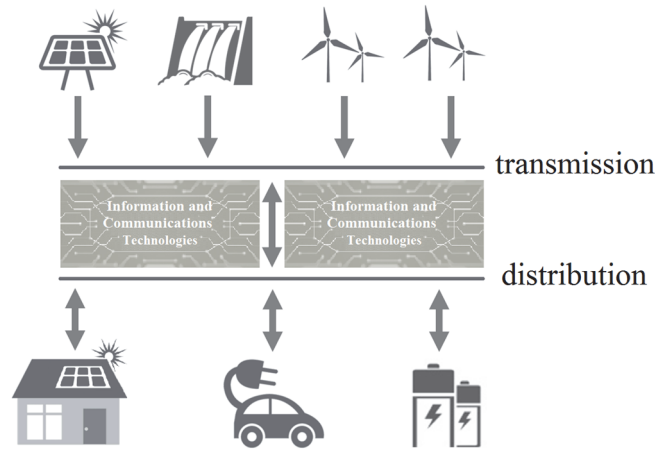 transmission
Information and
Communications
Technologies
Information and
Communications
Technologies
distribution